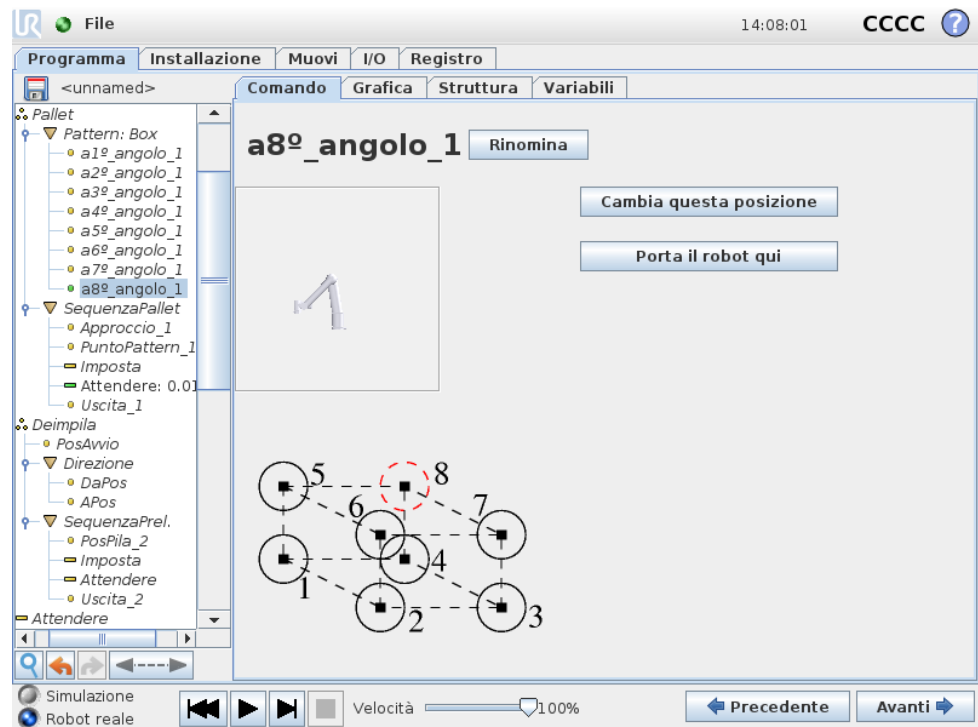 UR File 14:08:01 CCCC ?
Programma Installazione Muovi I/O Registro
<unnamed> Comando Grafica Struttura Variabili
Pallet
Pattern: Box
a1º_angolo_1
a2º_angolo_1
a3º_angolo_1
a4º_angolo_1
a5º_angolo_1
a6º_angolo_1
a7º_angolo_1
a8º_angolo_1
SequenzaPallet
Approccio_1
PuntoPattern_1
Imposta
Attendere: 0.01
Uscita_1
Deimpila
PosAvvio
Direzione
DaPos
APos
SequenzaPrel.
PosPila_2
Imposta
Attendere
Uscita_2
Attendere
a8º_angolo_1 Rinomina
Cambia questa posizione
Porta il robot qui
5 8
6 7
4
1
2 3
Simulazione
Robot reale
Velocità 100%
Precedente Avanti